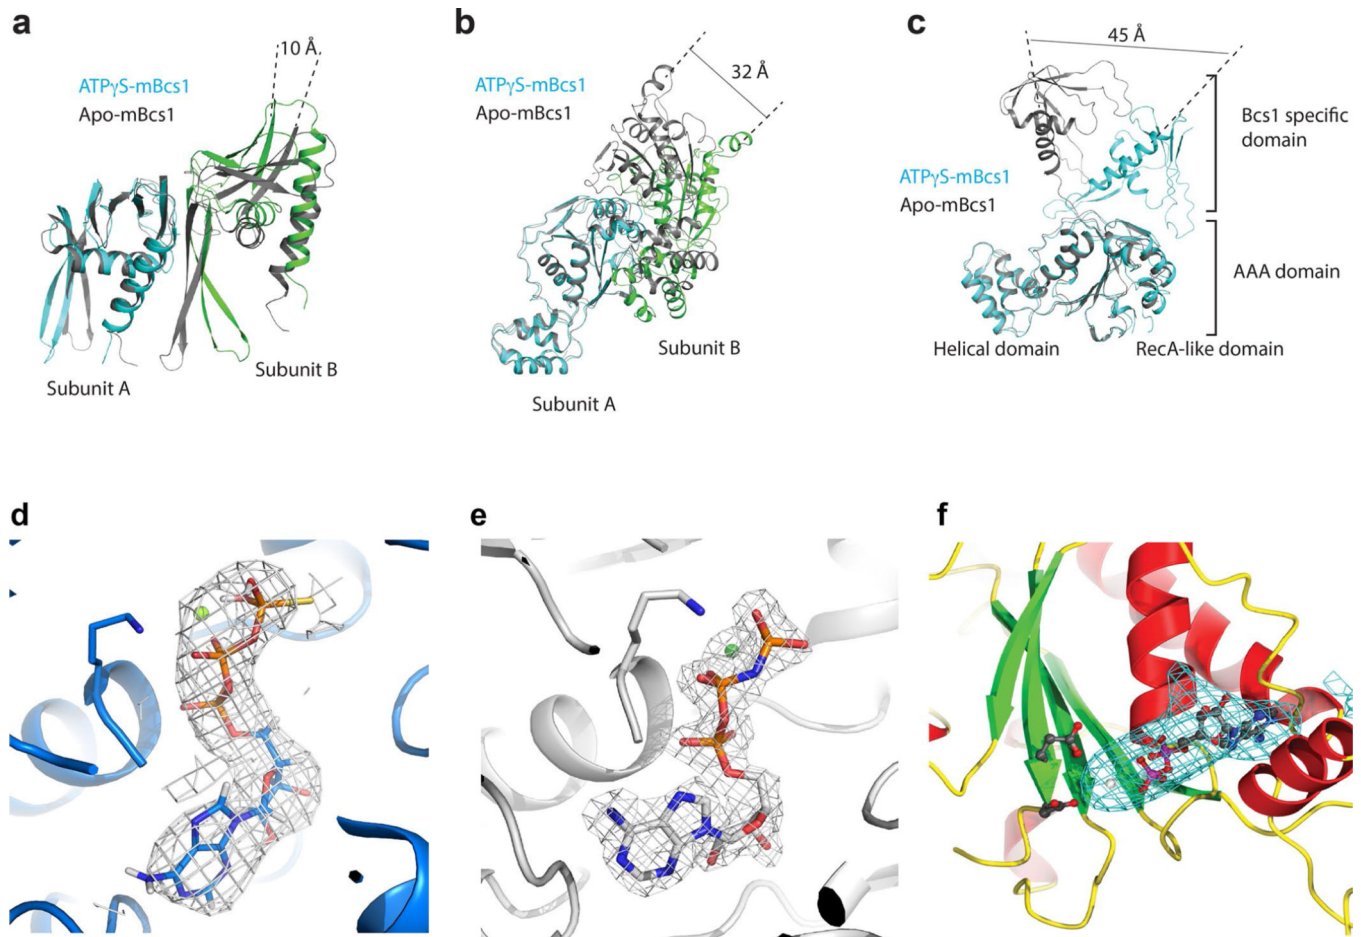 a
10 Å
ATPγS-mBcs1
Apo-mBcs1
Subunit A
Subunit B
b
32 Å
ATPγS-mBcs1
Apo-mBcs1
Subunit B
Subunit A
c
45 Å
Bcs1 specific
domain
ATPγS-mBcs1
Apo-mBcs1
AAA domain
Helical domain
RecA-like domain
d
e
f